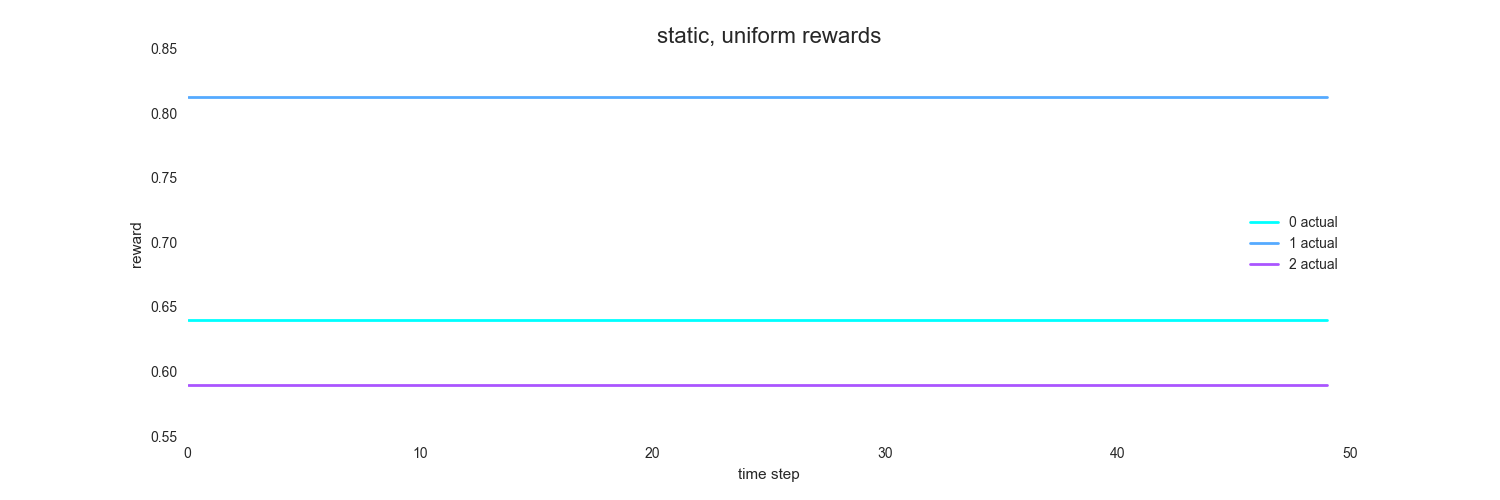 static, uniform rewards
0.85
0.80
0.75
0.70
0.65
0.60
0.55
reward
0 actual
1 actual
2 actual
0 10 20 30 40 50
time step